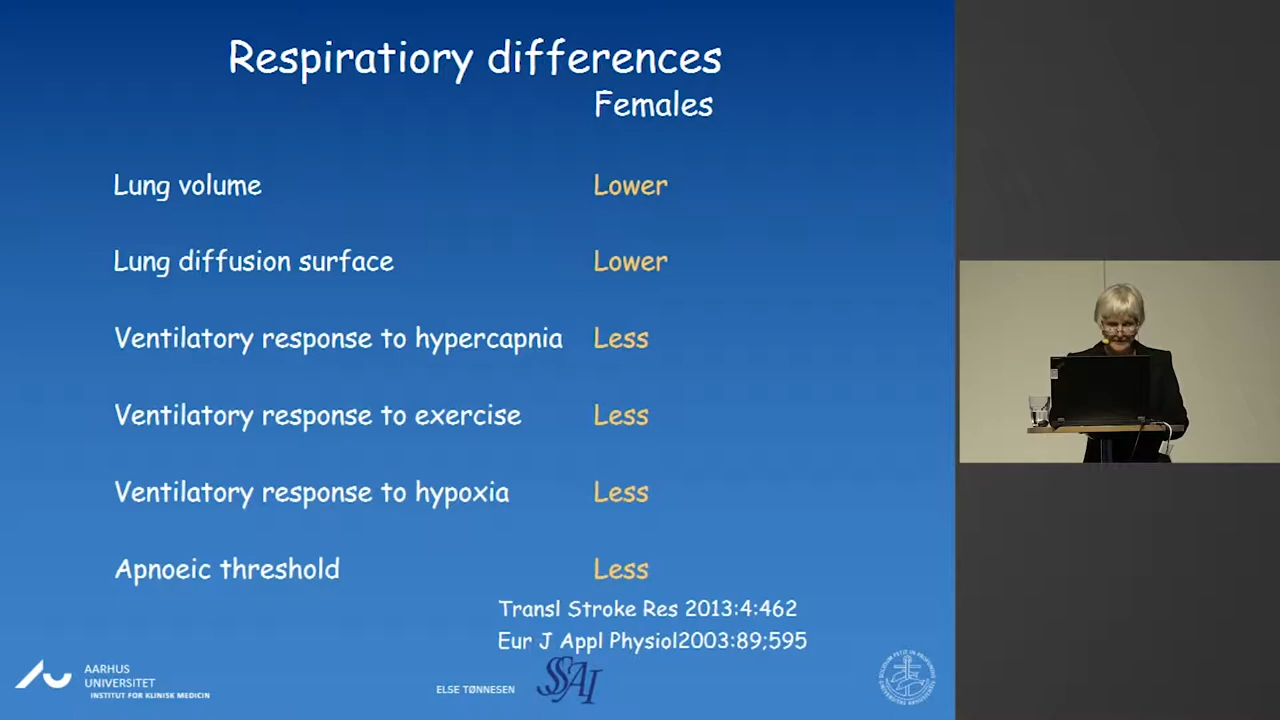 Respiratiory differences
Females
Lung volume Lower
Lung diffusion surface Lower
Ventilatory response to hypercapnia Less
Ventilatory response to exercise Less
Ventilatory response to hypoxia Less
Apnoeic threshold Less
Transl Stroke Res 2013:4:462
Eur J Appl Physiol2003:89;595
AARHUS
UNIVERSITET
INSTITUT FOR KLINISK MEDICIN
ELSE TØNNESEN
SSAI